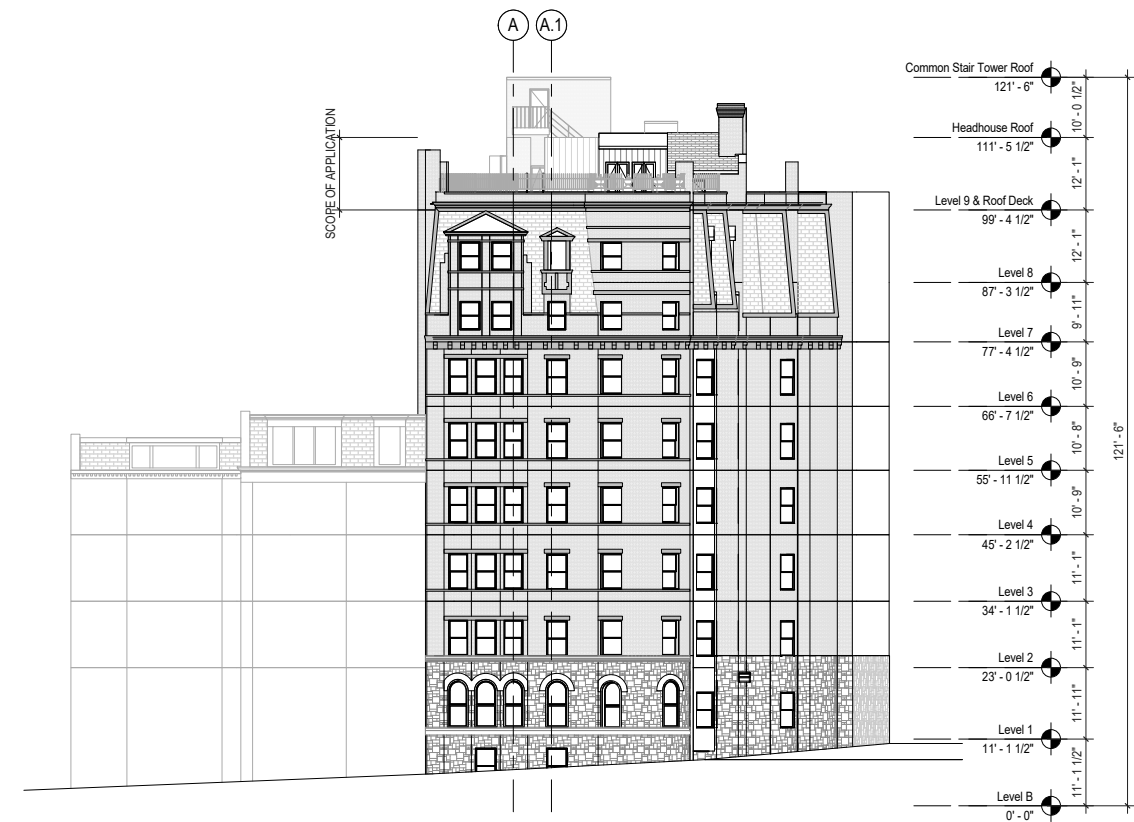 A
A.1
SCOPE OF APPLICATION
Common Stair Tower Roof
121' - 6"
10' - 0 1/2"
Headhouse Roof
111' - 5 1/2"
12' - 1"
Level 9 & Roof Deck
99' - 4 1/2"
12' - 1"
Level 8
87' - 3 1/2"
9' - 11"
Level 7
77' - 4 1/2"
10' - 9"
Level 6
66' - 7 1/2"
10' - 8"
Level 5
55' - 11 1/2"
10' - 9"
Level 4
45' - 2 1/2"
11' - 1"
Level 3
34' - 1 1/2"
11' - 1"
Level 2
23' - 0 1/2"
11' - 11"
Level 1
11' - 1 1/2"
11' - 1 1/2"
Level B
0' - 0"
121' - 6"